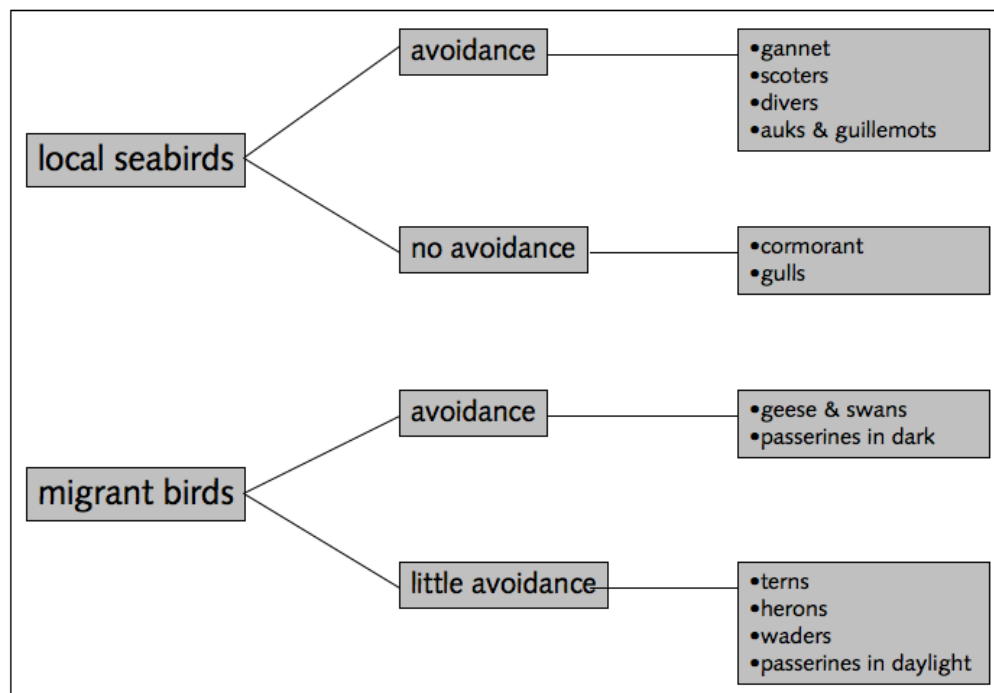 local seabirds
avoidance
•gannet
•scoters
•divers
•auks & guillemots
no avoidance
•cormorant
•gulls
migrant birds
avoidance
•geese & swans
•passerines in dark
little avoidance
•terns
•herons
•waders
•passerines in daylight